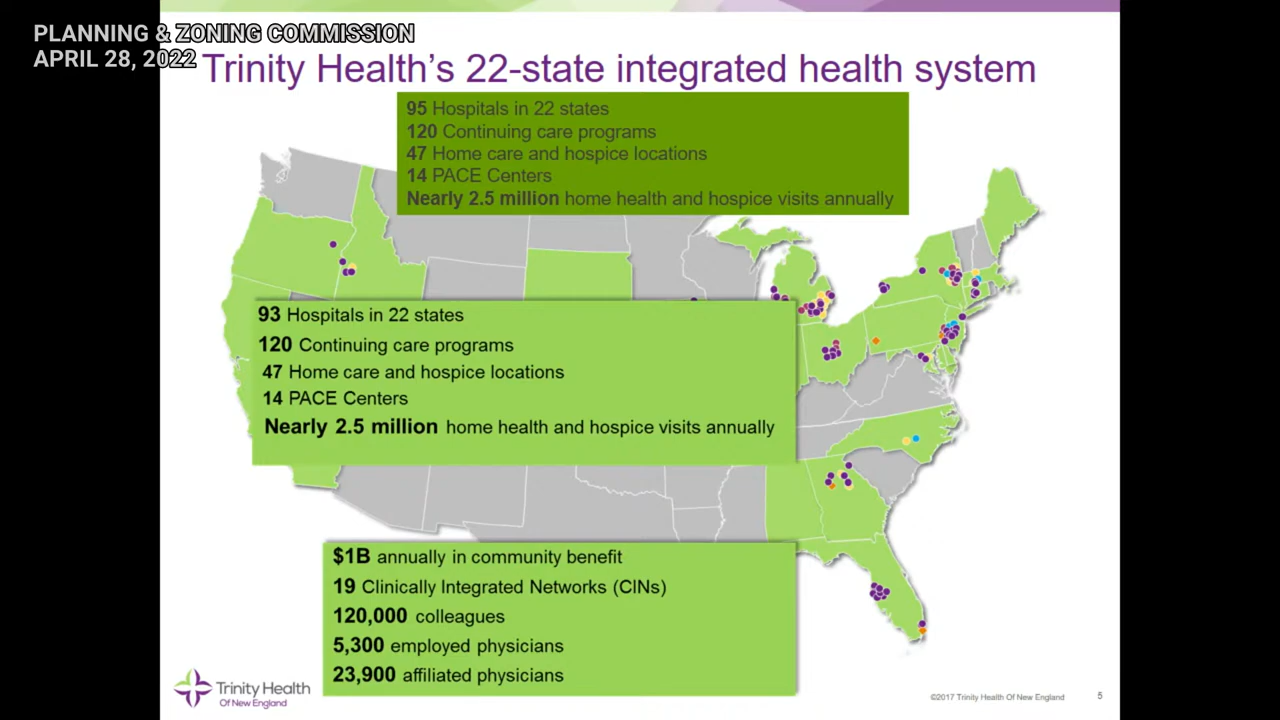 PLANNING & ZONING COMMISSION
APRIL 28, 2022
Trinity Health’s 22-state integrated health system
95 Hospitals in 22 states
120 Continuing care programs
47 Home care and hospice locations
14 PACE Centers
Nearly 2.5 million home health and hospice visits annually
93 Hospitals in 22 states
120 Continuing care programs
47 Home care and hospice locations
14 PACE Centers
Nearly 2.5 million home health and hospice visits annually
$1B annually in community benefit
19 Clinically Integrated Networks (CINs)
120,000 colleagues
5,300 employed physicians
23,900 affiliated physicians
Trinity Health
Of New England
©2017 Trinity Health Of New England
5